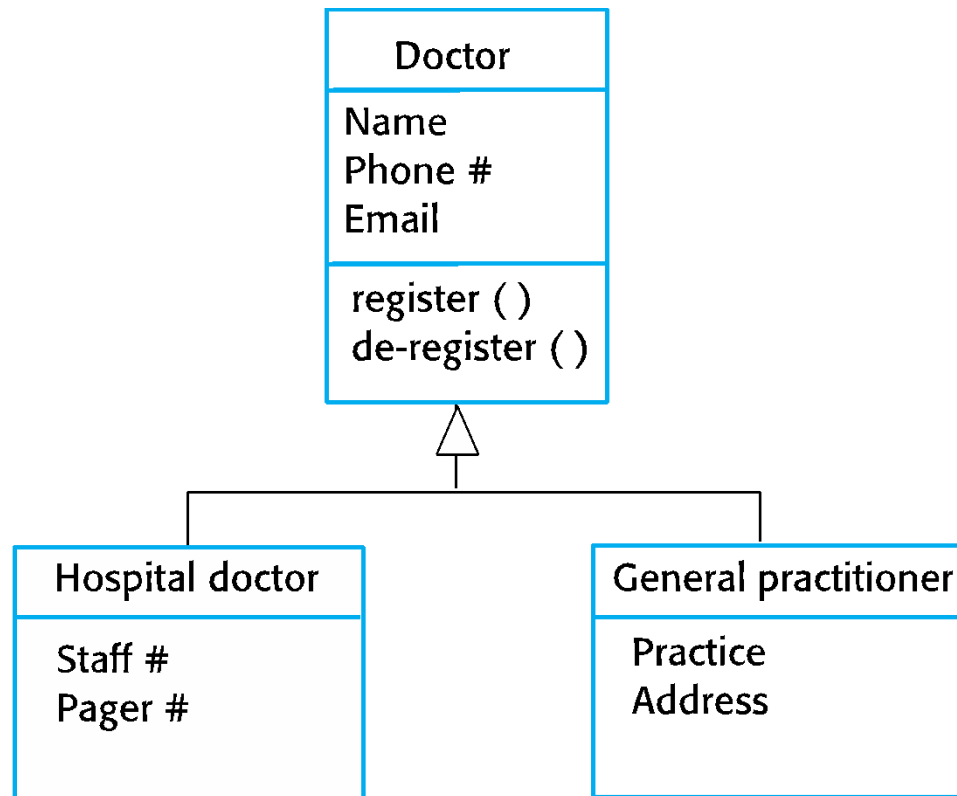 Doctor
Name
Phone #
Email
register ( )
de-register ( )
Hospital doctor
Staff #
Pager #
General practitioner
Practice
Address